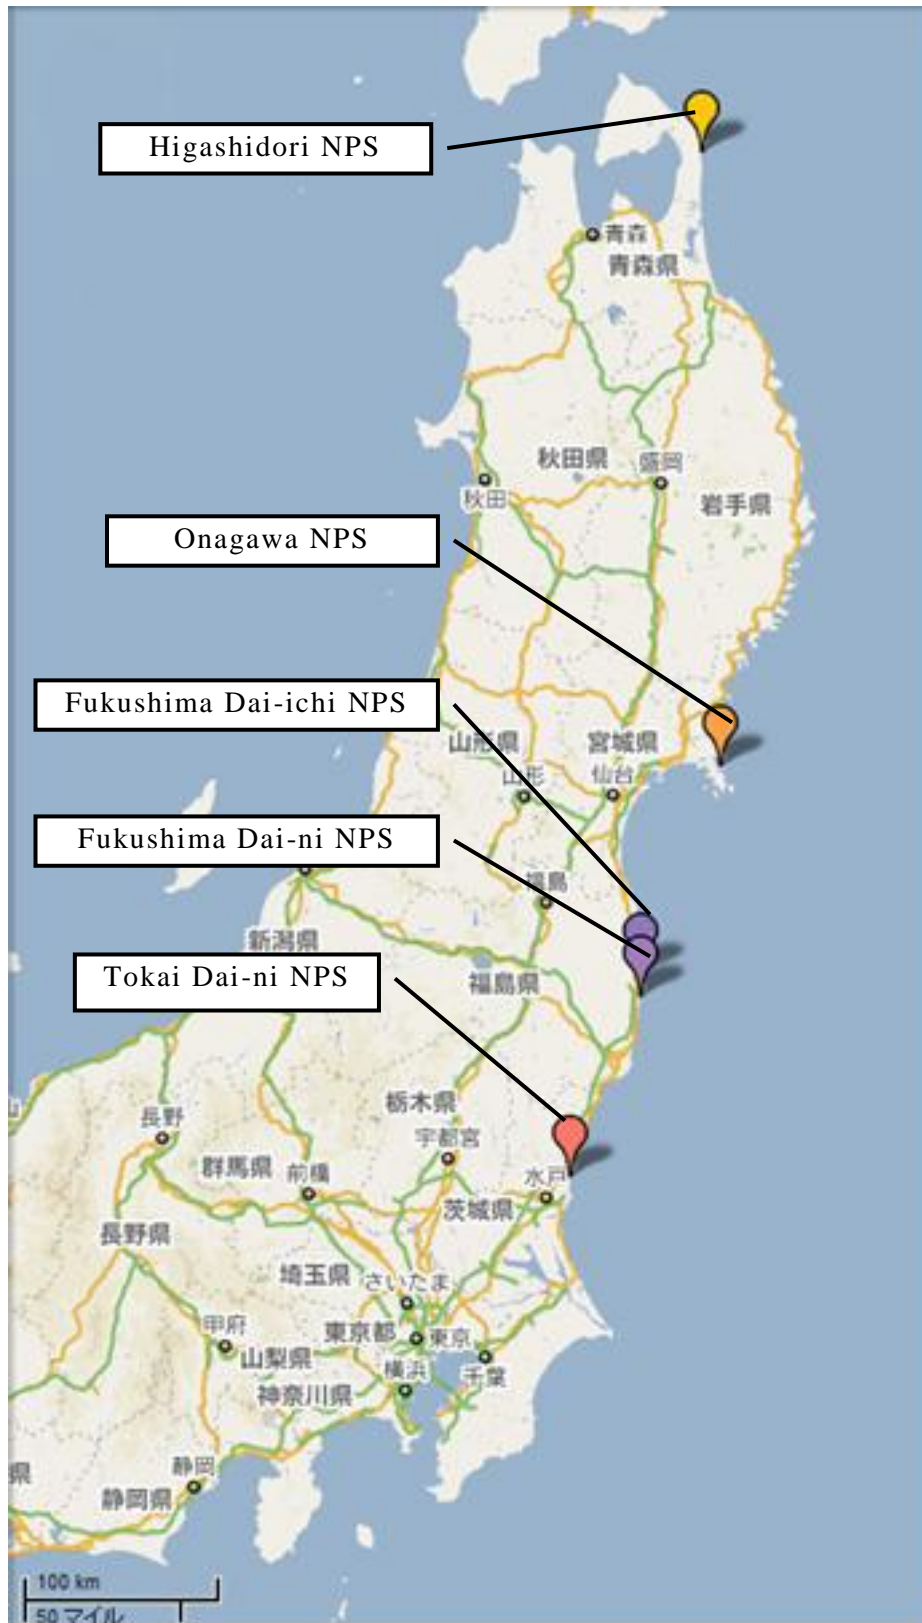 Higashidori NPS
青森
青森県
秋田県
盛岡
秋田
岩手県
Onagawa NPS
Fukushima Dai-ichi NPS
山形県
宮城県
山形
仙台
Fukushima Dai-ni NPS
福島
新潟県
Tokai Dai-ni NPS
福島県
栃木県
長野
宇都宮
群馬県
前橋
水戸
茨城県
長野県
埼玉県
さいたま
甲府
東京都
東京
山梨県
横浜
千葉
神奈川県
静岡
県
静岡県
100 km
50 マイル